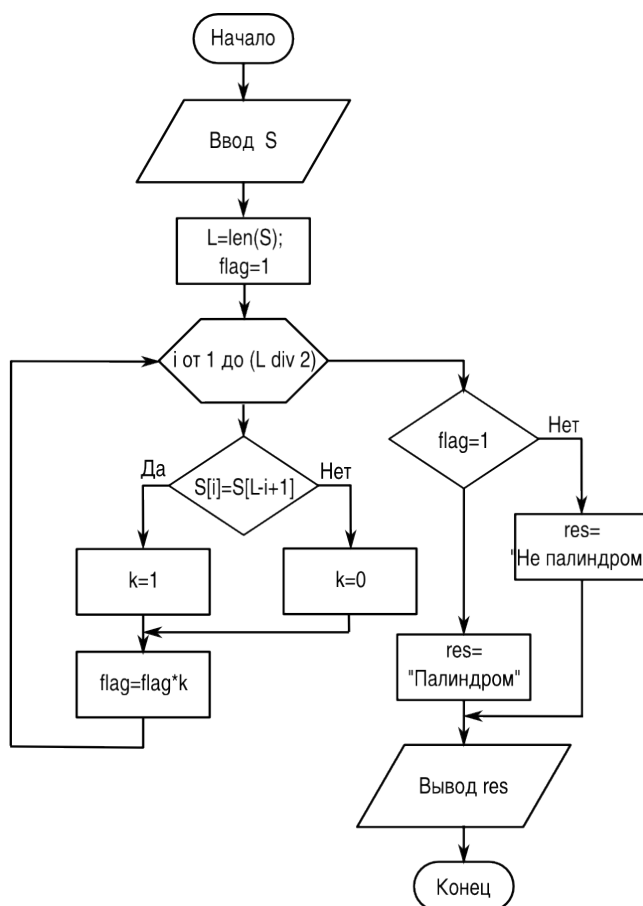 Начало
Ввод S
L=len(S);
flag=1
i от 1 до (L div 2)
flag=1
Нет
Да
S[i]=S[L-i+1]
Нет
res=
"Не палиндром
k=1
k=0
res=
"Палиндром"
flag=flag*k
Вывод res
Конец